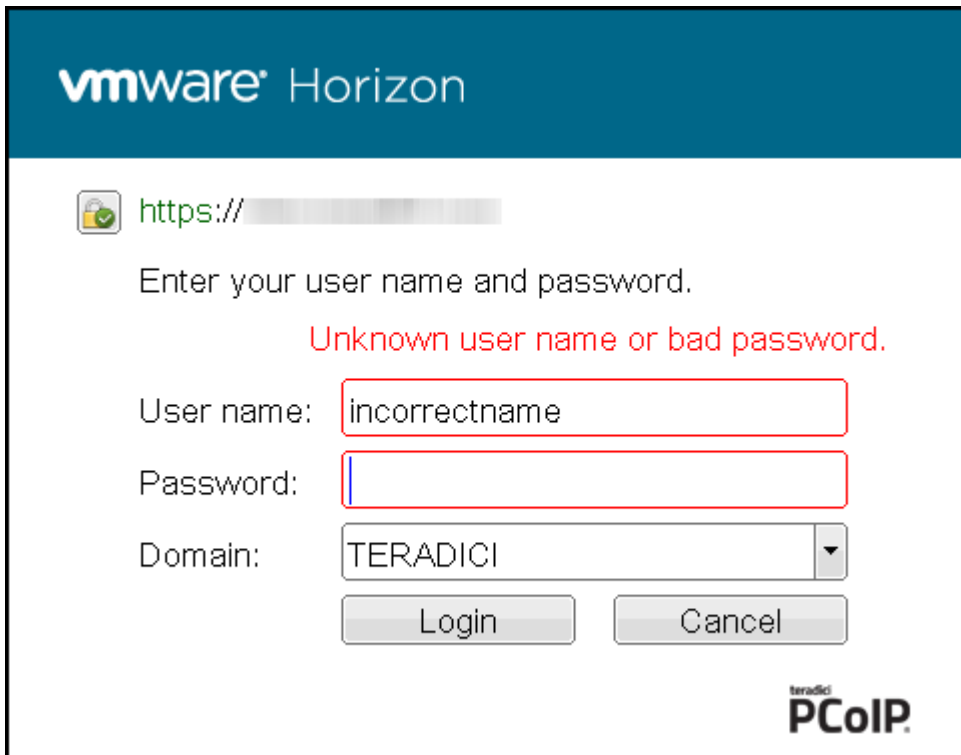 vmware Horizon
https://
Enter your user name and password.
Unknown user name or bad password.
User name: incorrectname
Password:
Domain: TERADICI
Login Cancel
teradici
PCoIP.